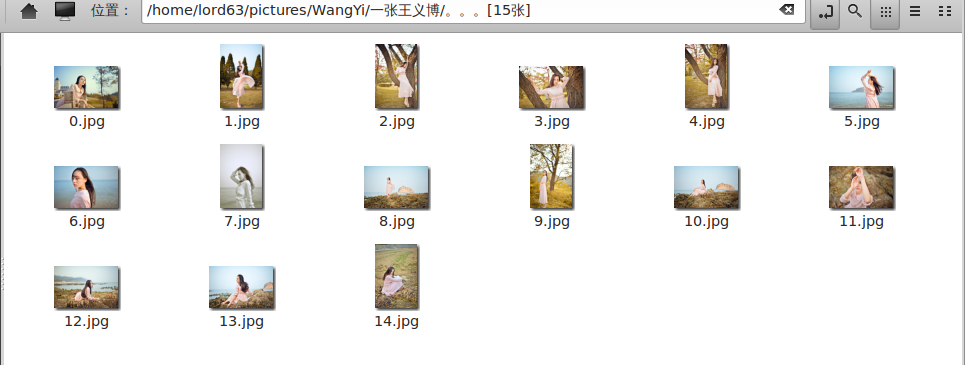 位置： /home/lord63/pictures/WangYi/一张王义博/。。。[15张]
0.jpg 1.jpg 2.jpg 3.jpg 4.jpg 5.jpg
6.jpg 7.jpg 8.jpg 9.jpg 10.jpg 11.jpg
12.jpg 13.jpg 14.jpg